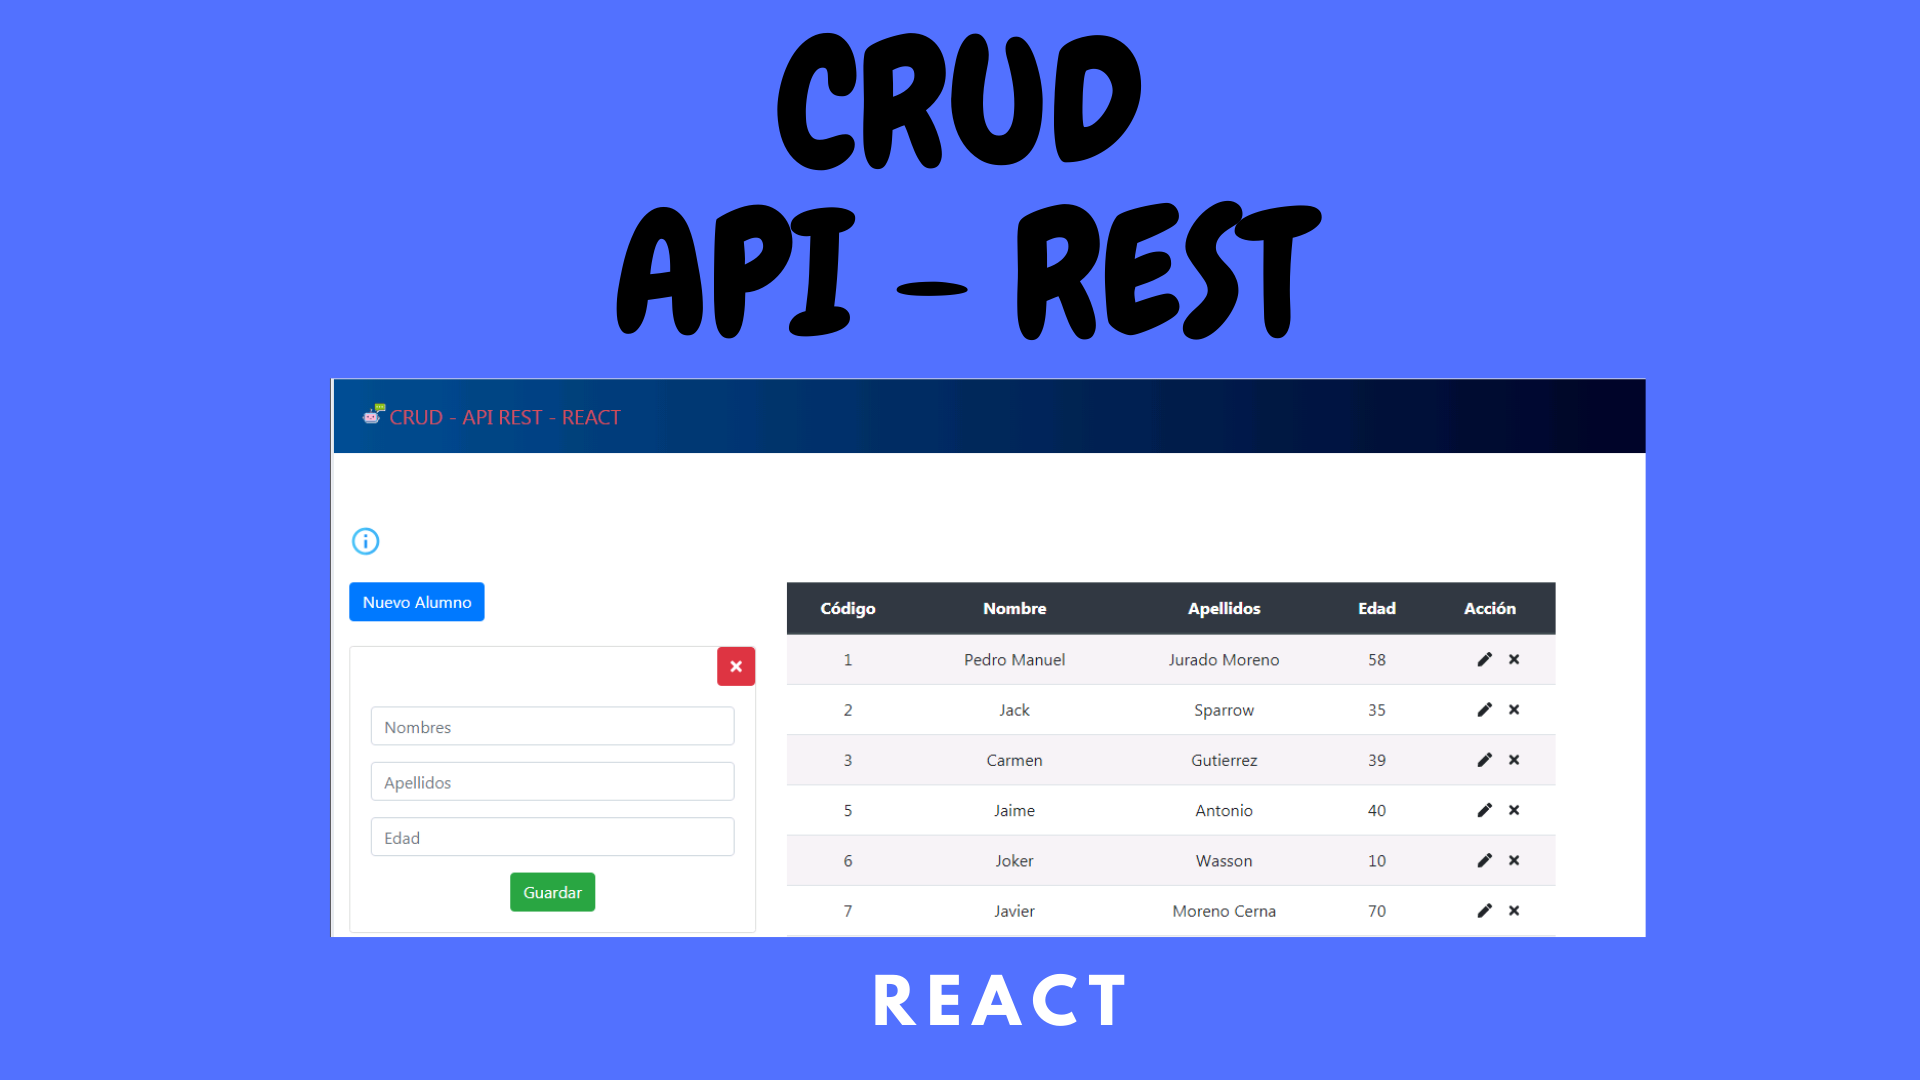 CRUD
API - REST
CRUD - API REST - REACT
Nuevo Alumno
Nombres
Apellidos
Edad
Guardar
Código Nombre Apellidos Edad Acción
1 Pedro Manuel Jurado Moreno 58
2 Jack Sparrow 35
3 Carmen Gutierrez 39
5 Jaime Antonio 40
6 Joker Wasson 10
7 Javier Moreno Cerna 70
REACT